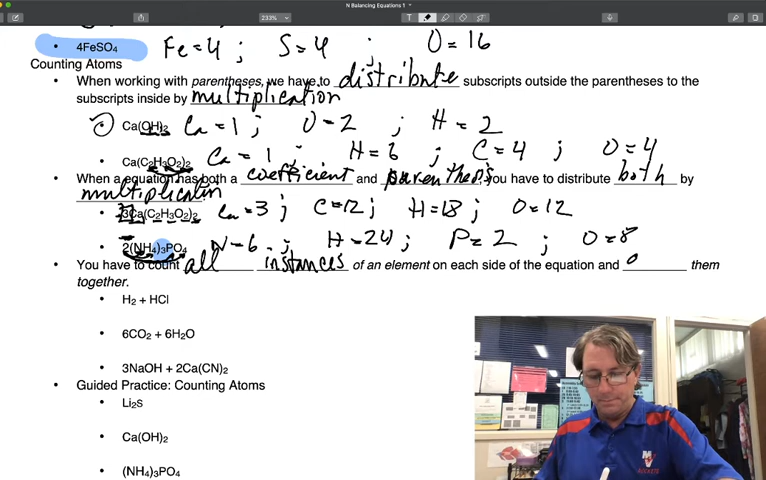 N Balancing Equations 1
233%
• 4FeSO₄ Fe=4 ; S=4 ; O=16
Counting Atoms
• When working with parentheses, we have to distribute subscripts outside the parentheses to the
subscripts inside by multiplication
• Ca(OH)₂ Ca=1 ; O=2 ; H=2
• Ca(C₂H₃O₂)₂ Ca=1 ; H=6 ; C=4 ; O=4
• When a equation has both a coefficient and parenthesis you have to distribute both by
multiplication
• 3Ca(C₂H₃O₂)₂ Ca=3 ; C=12 ; H=18 ; O=12
• 2(NH₄)₃PO₄ N=6 ; H=24 ; P=2 ; O=8
• You have to count all instances of an element on each side of the equation and them
together.
• H₂ + HCl
• 6CO₂ + 6H₂O
• 3NaOH + 2Ca(CN)₂
• Guided Practice: Counting Atoms
• Li₂S
• Ca(OH)₂
• (NH₄)₃PO₄
MV
ROCKETS